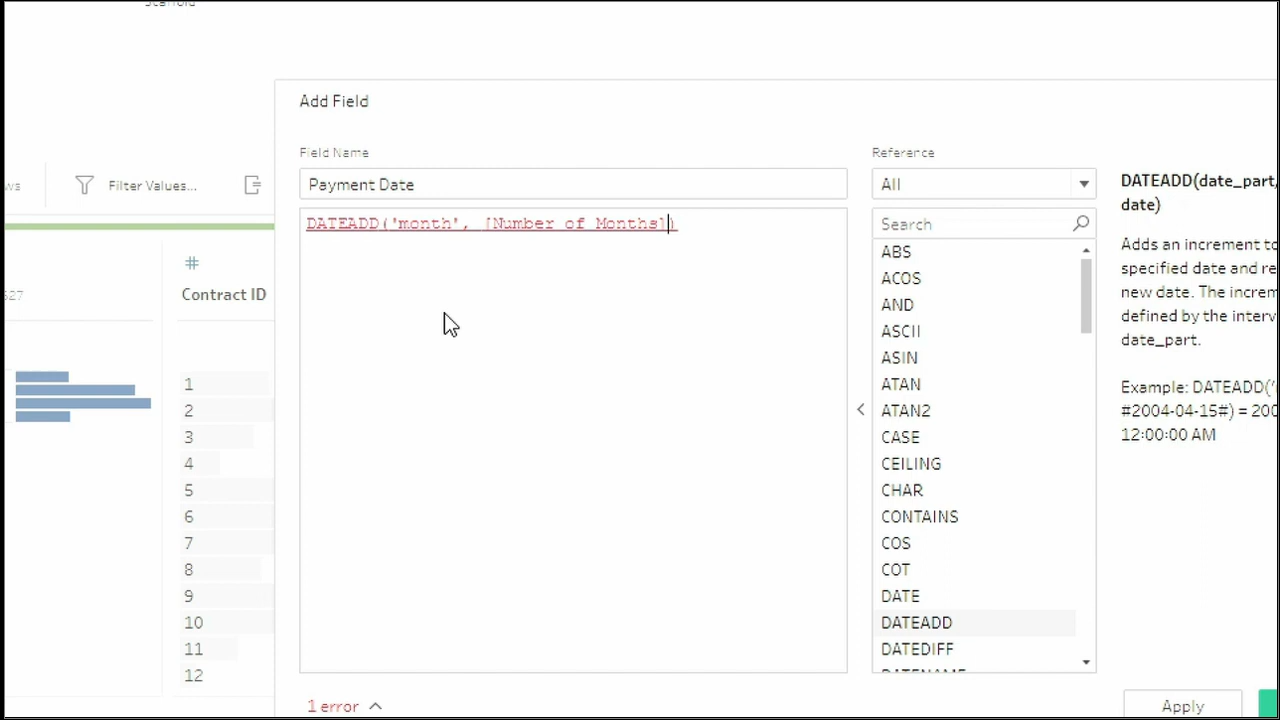 Scaffold
Add Field
Field Name
Reference
Payment Date
All
DATEADD(date_part,
date)
ws
Filter Values...
DATEADD('month', [Number of Months])
Search
Adds an increment to
specified date and re
new date. The increm
defined by the interv
date_part.
Example: DATEADD('
#2004-04-15#) = 200
12:00:00 AM
#
Contract ID
527
1
2
3
4
5
6
7
8
9
10
11
12
ABS
ACOS
AND
ASCII
ASIN
ATAN
ATAN2
CASE
CEILING
CHAR
CONTAINS
COS
COT
DATE
DATEADD
DATEDIFF
DATENAME
1 error
Apply